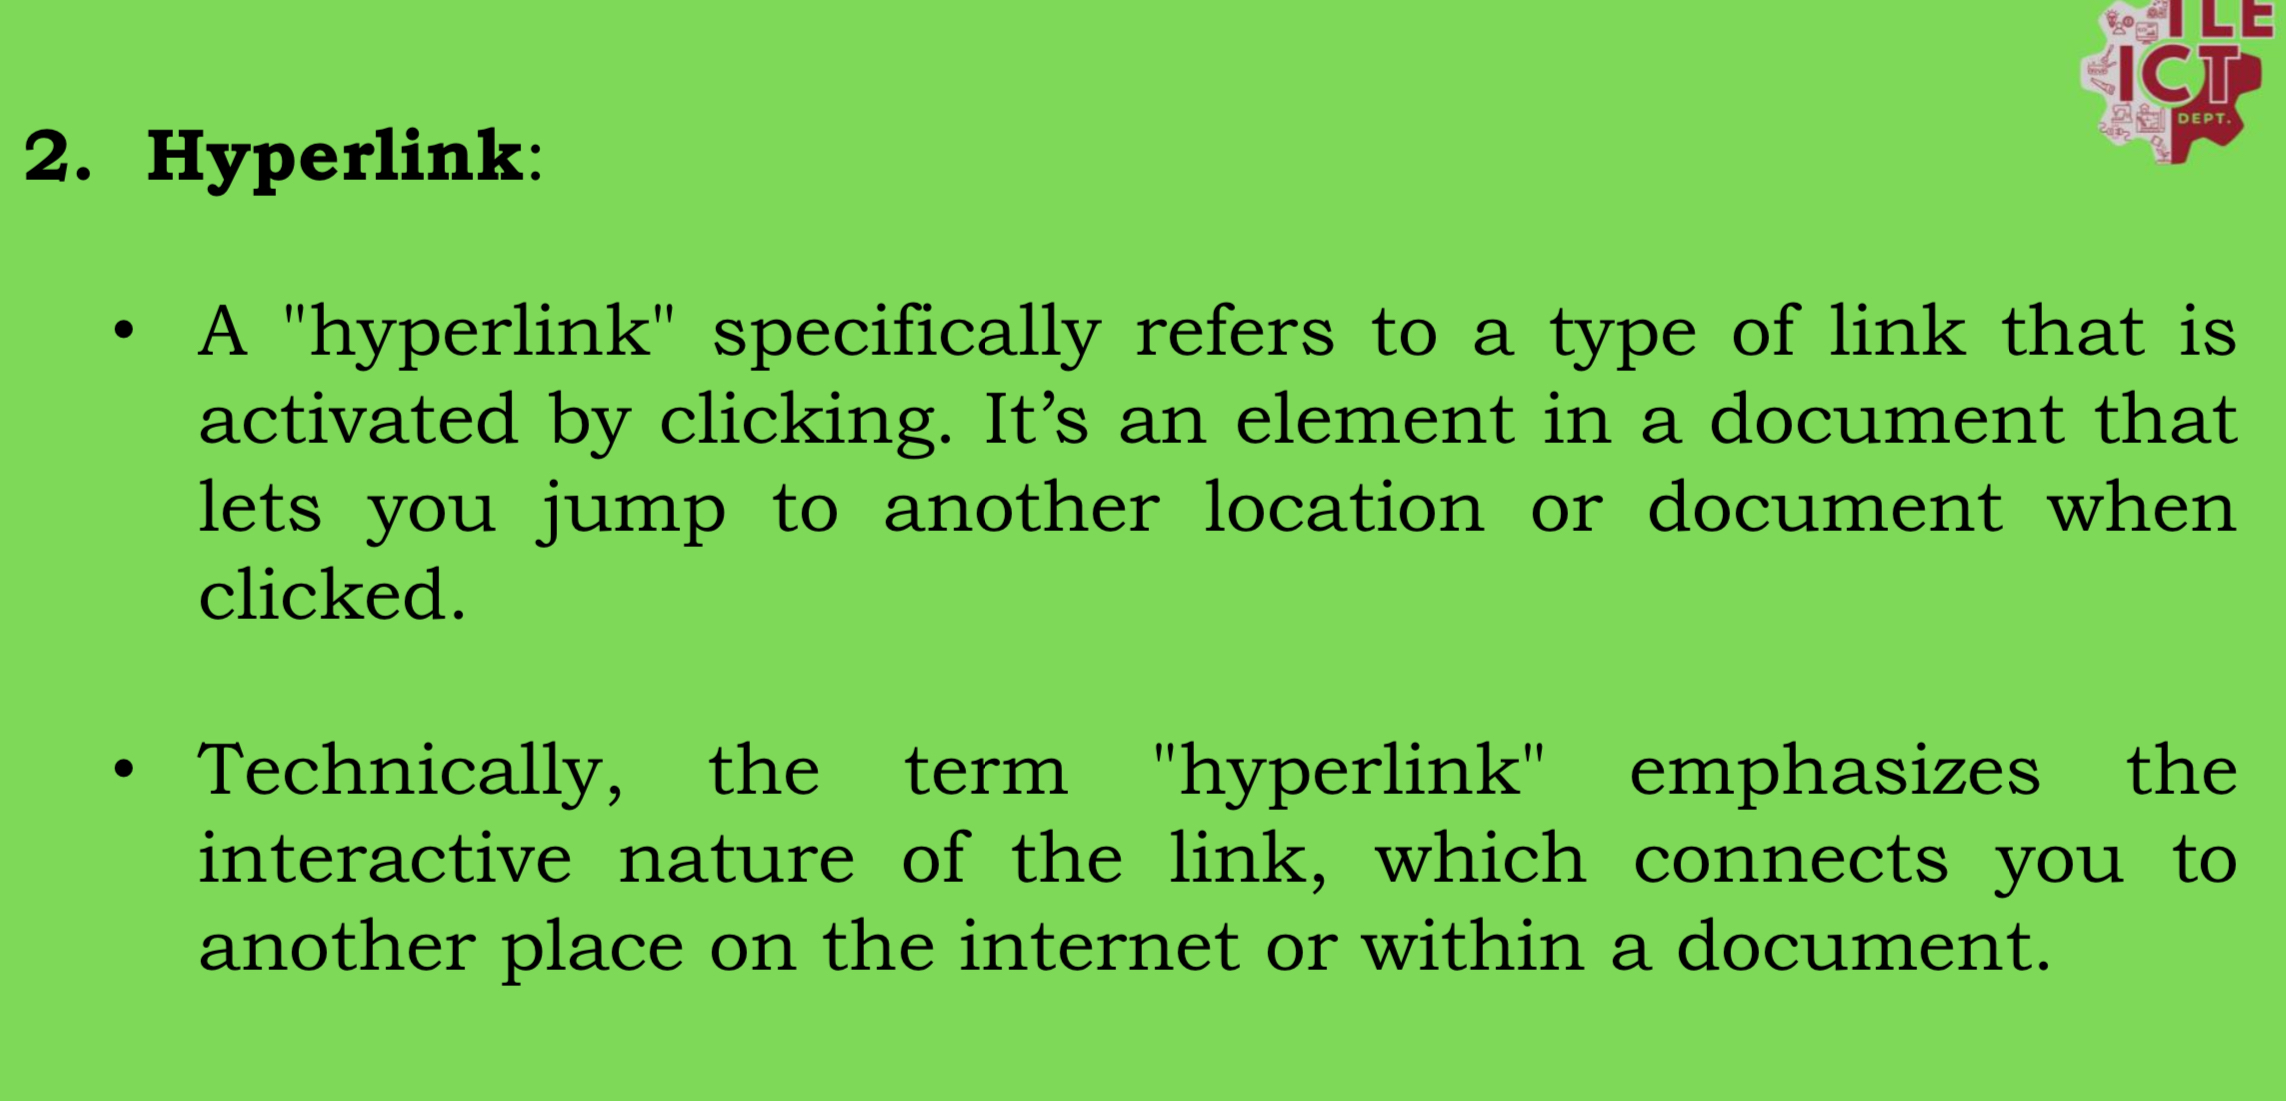 TLE
ICT
DEPT.
2. Hyperlink:
• A "hyperlink" specifically refers to a type of link that is
activated by clicking. It’s an element in a document that
lets you jump to another location or document when
clicked.
• Technically, the term "hyperlink" emphasizes the
interactive nature of the link, which connects you to
another place on the internet or within a document.